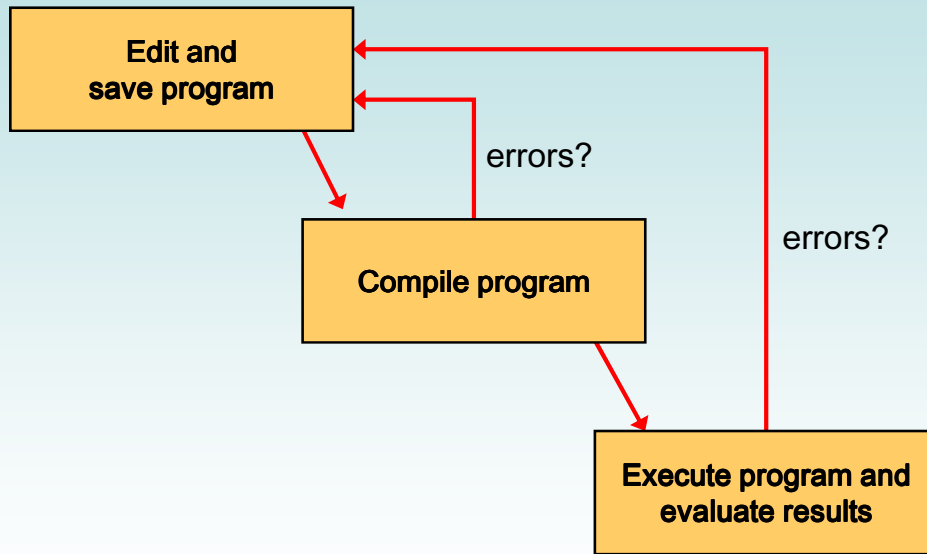 Edit and
save program
errors?
Compile program
errors?
Execute program and
evaluate results